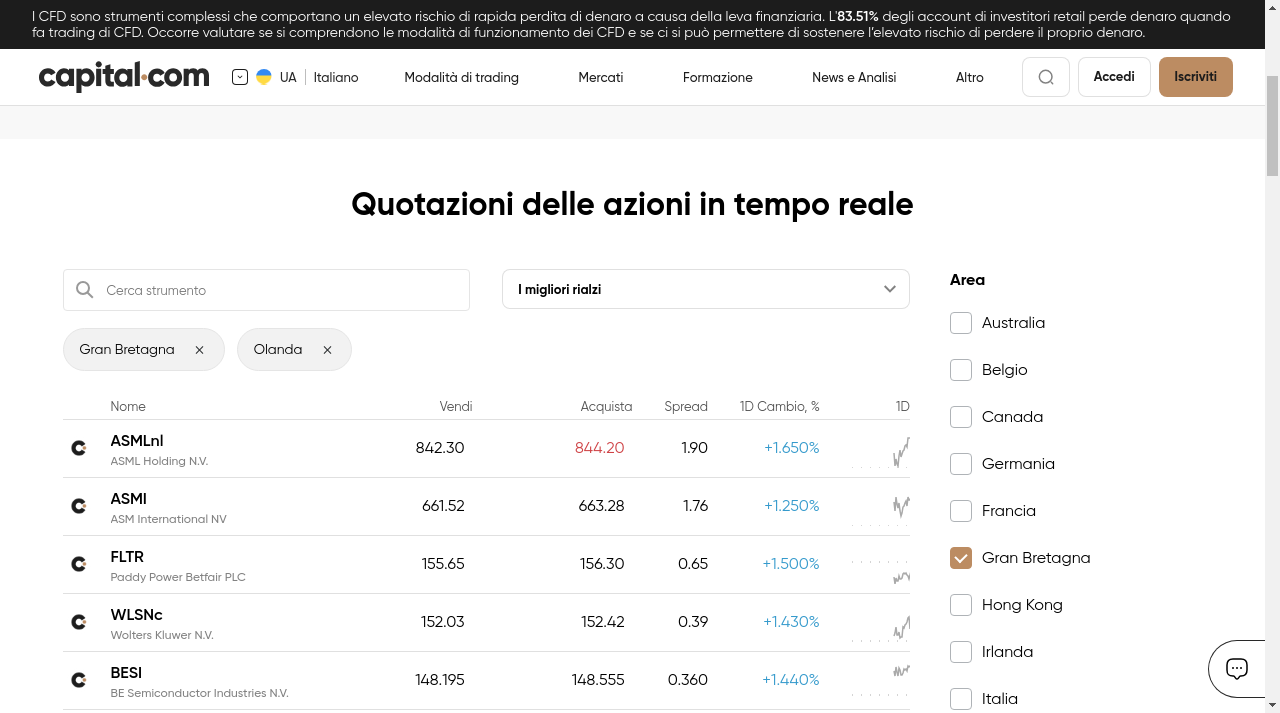 I CFD sono strumenti complessi che comportano un elevato rischio di rapida perdita di denaro a causa della leva finanziaria. L'83.51% degli account di investitori retail perde denaro quando
fa trading di CFD. Occorre valutare se si comprendono le modalità di funzionamento dei CFD e se ci si può permettere di sostenere l’elevato rischio di perdere il proprio denaro.
capital.com UA Italiano Modalità di trading Mercati Formazione News e Analisi Altro Accedi Iscriviti
Quotazioni delle azioni in tempo reale
Cerca strumento I migliori rialzi Area
Australia
Gran Bretagna Olanda
Belgio
Nome Vendi Acquista Spread 1D Cambio, % 1D
Canada
ASMLnl 842.30 844.20 1.90 +1.650%
ASML Holding N.V.
Germania
ASMI 661.52 663.28 1.76 +1.250%
ASM International NV
Francia
FLTR 155.65 156.30 0.65 +1.500%
Paddy Power Betfair PLC
Gran Bretagna
Hong Kong
WLSNc 152.03 152.42 0.39 +1.430%
Wolters Kluwer N.V.
Irlanda
BESI 148.195 148.555 0.360 +1.440%
BE Semiconductor Industries N.V.
Italia